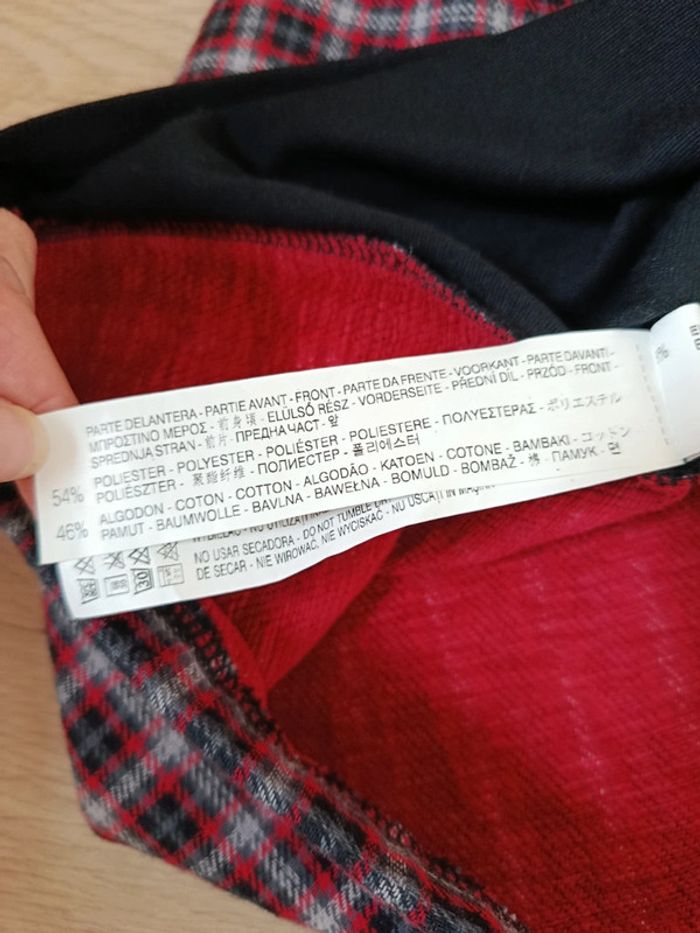 PARTE DELANTERA - PARTIE AVANT - FRONT - PARTE DA FRENTE - VOORKANT - PARTE DAVANTI -
ΜΠΡΟΣΤΙΝΟ ΜΕΡΟΣ - 前身頃 - ELÜLSŐ RÉSZ - VORDERSEITE - PŘEDNÍ DÍL - PRZÓD - FRONT -
SPREDNJA STRAN - 前片 - ПРЕДНА ЧАСТ - 앞
54% POLIESTER - POLYESTER - POLIÉSTER - POLIESTERE - ΠΟΛΥΕΣΤΕΡΑΣ - ポリエステル
POLIÉSZTER - 聚酯纤维 - ПОЛИЕСТЕР - 폴리에스터
46% ALGODON - COTON - COTTON - ALGODÃO - KATOEN - COTONE - BAMBAKI - コットン
PAMUT - BAUMWOLLE - BAVLNA - BAWEŁNA - BOMULD - BOMBAŽ - 棉 - ПАМУК - 면
NO USAR SECADORA - DO NOT TUMBLE
DE SECAR - NIE WIROWAĆ, NIE WYCISKAĆ - NU USCAȚI IN
30
%